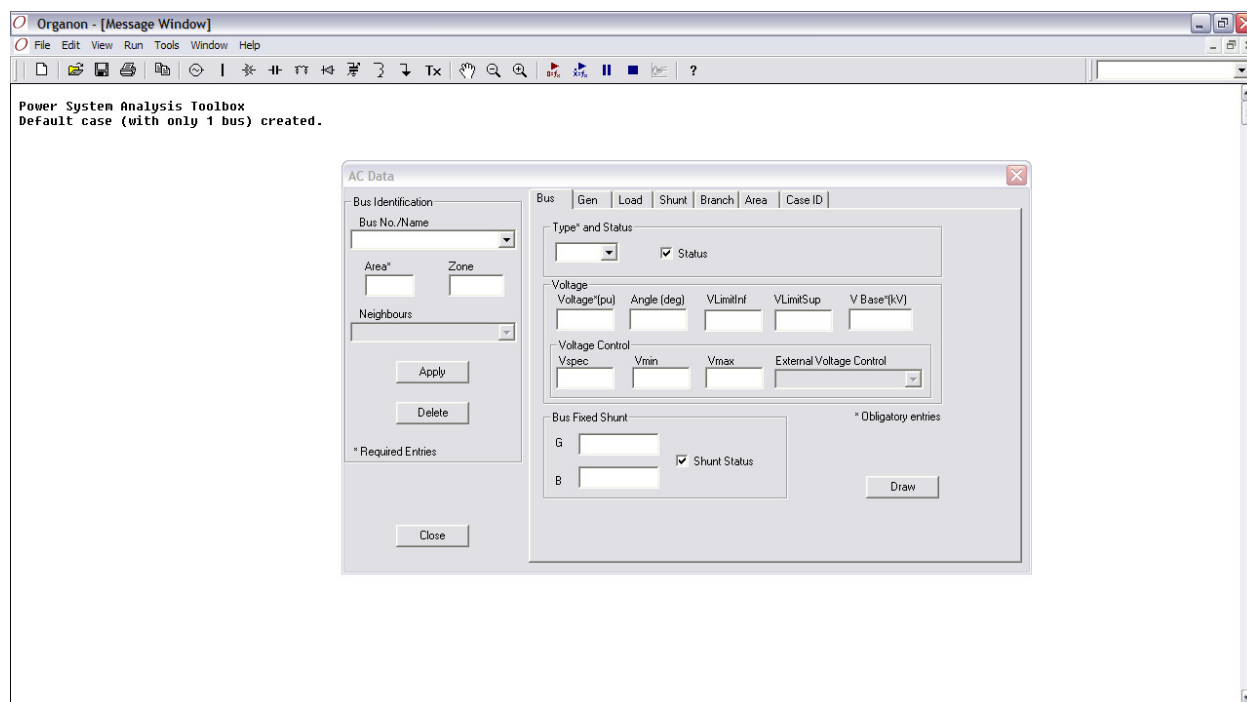 Organon - [Message Window]
File Edit View Run Tools Window Help
Tx ?
Power System Analysis Toolbox
Default case (with only 1 bus) created.
AC Data
Bus Identification
Bus No./Name
Area* Zone
Neighbours
Apply
Delete
* Required Entries
Close
Bus Gen Load Shunt Branch Area Case ID
Type* and Status
Status
Voltage
Voltage*(pu) Angle (deg) VLimitInf VLimitSup V Base*(kV)
Voltage Control
Vspec Vmin Vmax External Voltage Control
Bus Fixed Shunt
* Obligatory entries
G
Shunt Status
B
Draw